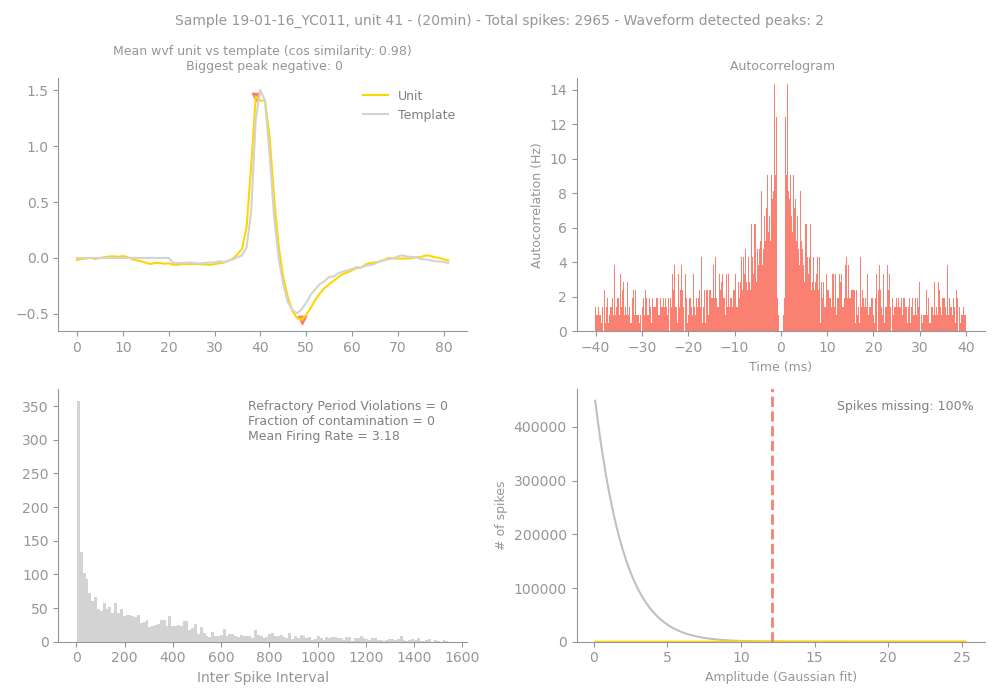 Sample 19-01-16_YC011, unit 41 - (20min) - Total spikes: 2965 - Waveform detected peaks: 2
Mean wvf unit vs template (cos similarity: 0.98)
Biggest peak negative: 0
1.5
1.0
0.5
0.0
−0.5
0 10 20 30 40 50 60 70 80
Unit
Template
Autocorrelogram
Autocorrelation (Hz)
14
12
10
8
6
4
2
0
−40 −30 −20 −10 0 10 20 30 40
Time (ms)
350
300
250
200
150
100
50
0
0 200 400 600 800 1000 1200 1400 1600
Inter Spike Interval
Refractory Period Violations = 0
Fraction of contamination = 0
Mean Firing Rate = 3.18
# of spikes
400000
300000
200000
100000
0
0 5 10 15 20 25
Amplitude (Gaussian fit)
Spikes missing: 100%